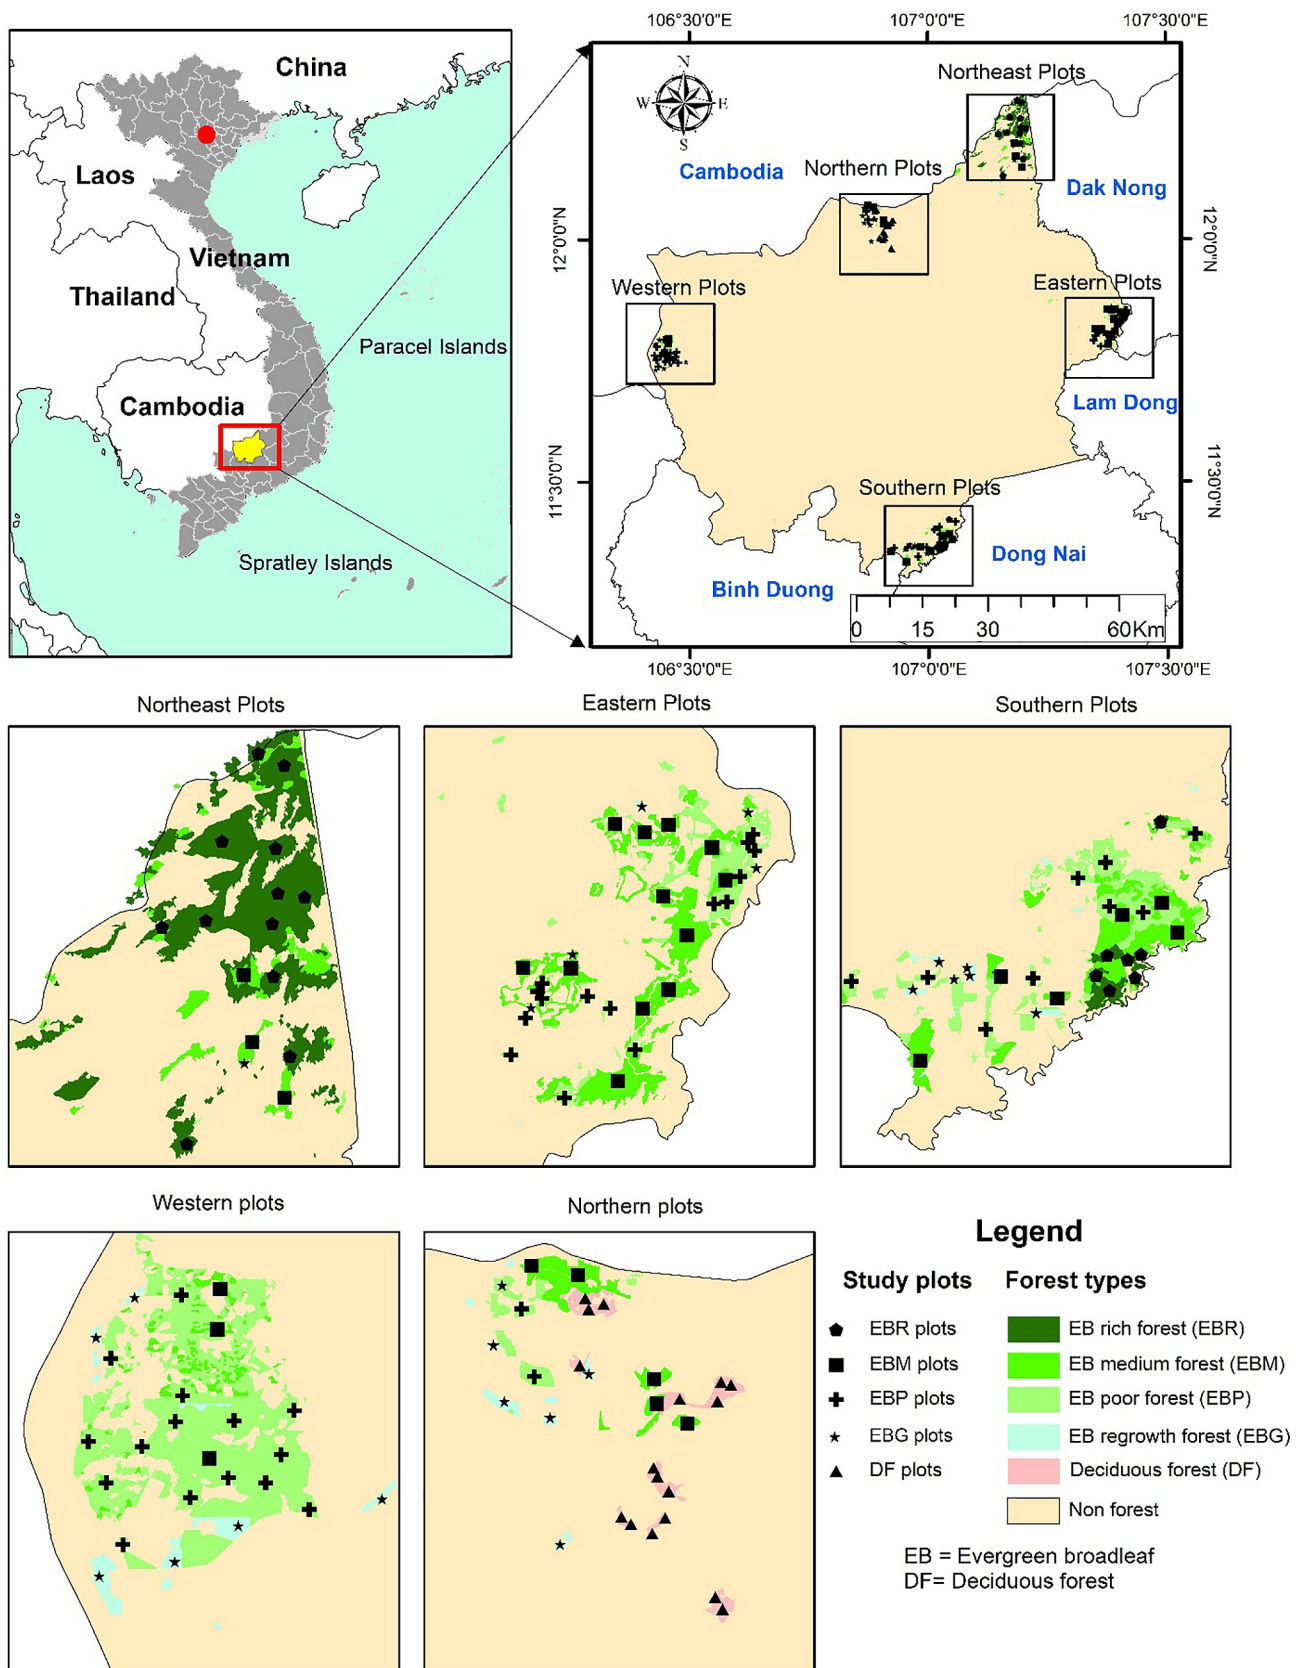 China
Laos
Vietnam
Thailand
Paracel Islands
Cambodia
Spratley Islands
106°30'0"E
107°0'0"E
107°30'0"E
N
W
E
S
Northeast Plots
Cambodia
Northern Plots
Dak Nong
12°0'0"N
12°0'0"N
Western Plots
Eastern Plots
Lam Dong
11°30'0"N
11°30'0"N
Southern Plots
Dong Nai
Binh Duong
0 15 30 60Km
106°30'0"E
107°0'0"E
107°30'0"E
Northeast Plots
Eastern Plots
Southern Plots
Western plots
Northern plots
Legend
Study plots
EBR plots
EBM plots
EBP plots
EBG plots
DF plots
Forest types
EB rich forest (EBR)
EB medium forest (EBM)
EB poor forest (EBP)
EB regrowth forest (EBG)
Deciduous forest (DF)
Non forest
EB = Evergreen broadleaf
DF= Deciduous forest